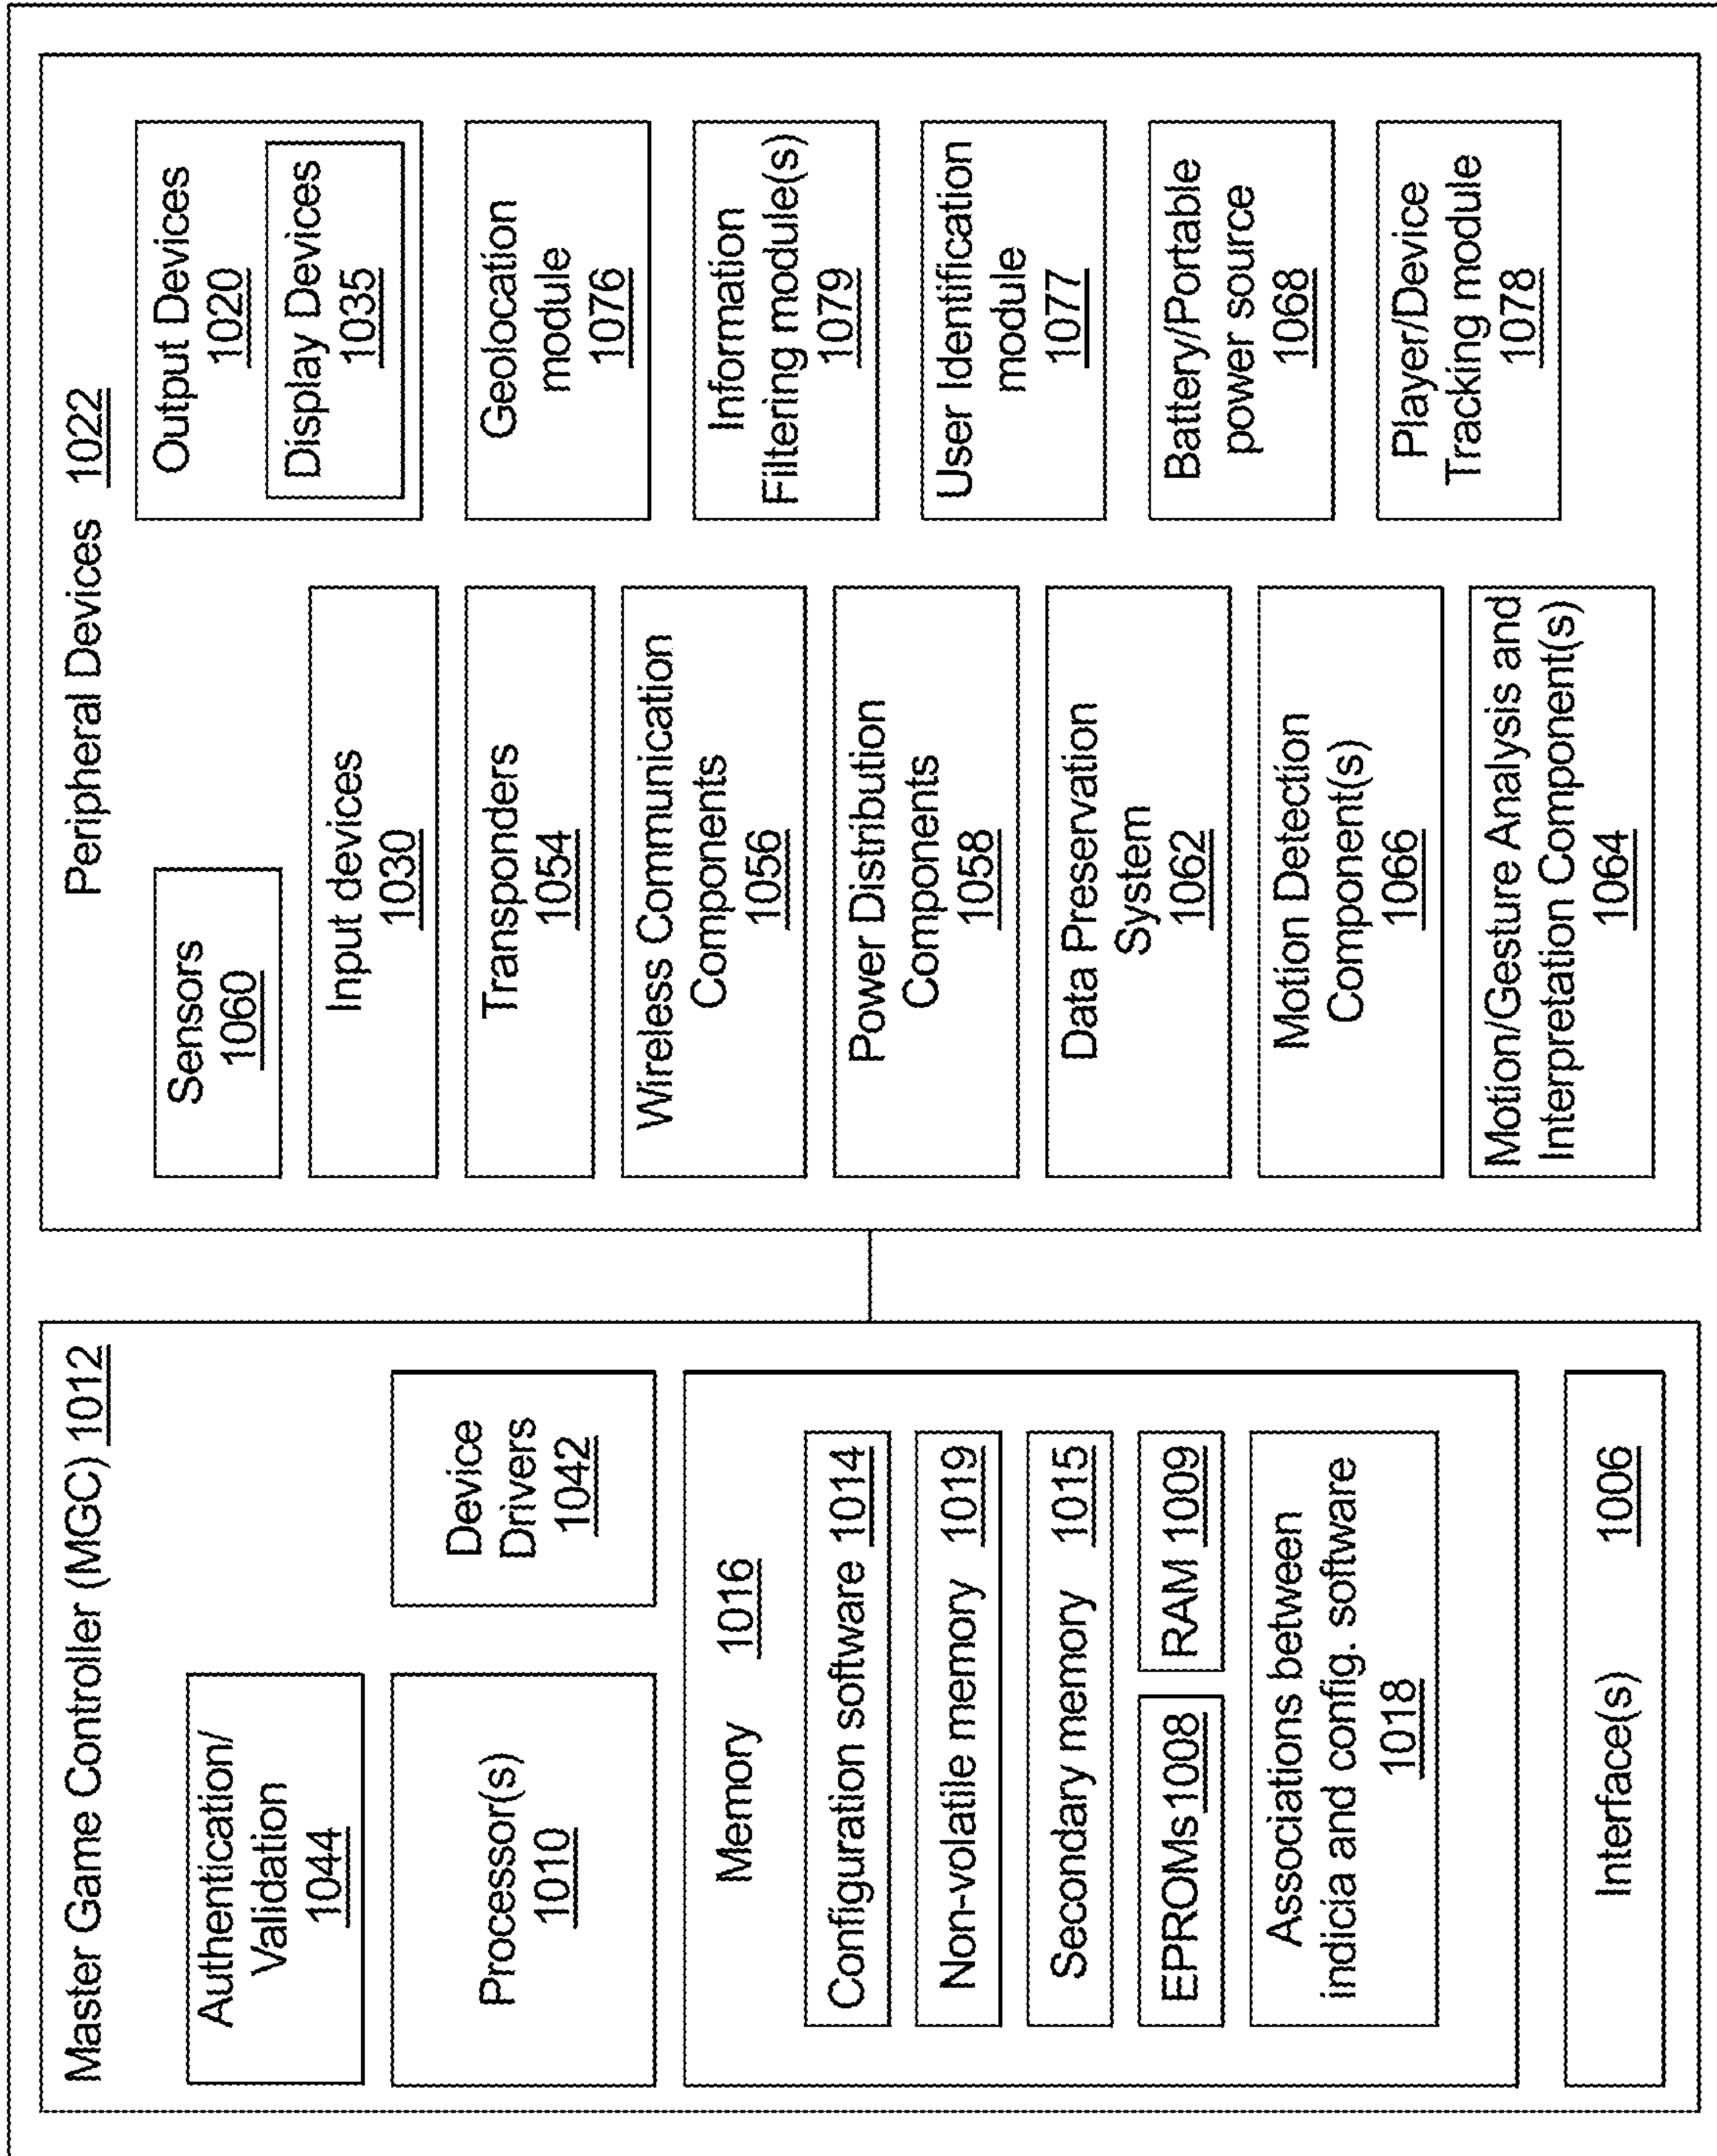 Master Game Controller (MGC) 1012
Authentication/
Validation
1044
Processor(s)
1010
Device
Drivers
1042
Memory 1016
Configuration software 1014
Non-volatile memory 1019
Secondary memory 1015
EPROMs 1008
RAM 1009
Associations between
indicia and config. software
1018
Interface(s) 1006
Peripheral Devices 1022
Sensors
1060
Input devices
1030
Transponders
1054
Wireless Communication
Components
1056
Power Distribution
Components
1058
Data Preservation
System
1062
Motion Detection
Component(s)
1066
Motion/Gesture Analysis and
Interpretation Component(s)
1064
Output Devices
1020
Display Devices
1035
Geolocation
module
1076
Information
Filtering module(s)
1079
User Identification
module
1077
Battery/Portable
power source
1068
Player/Device
Tracking module
1078